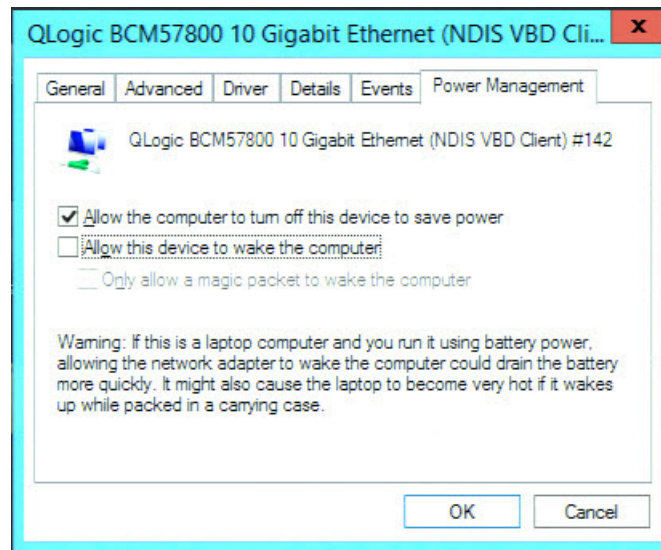 QLogic BCM57800 10 Gigabit Ethernet (NDIS VBD Cli... x
General Advanced Driver Details Events Power Management
QLogic BCM57800 10 Gigabit Ethernet (NDIS VBD Client) #142
Allow the computer to turn off this device to save power
Allow this device to wake the computer
Only allow a magic packet to wake the computer
Warning: If this is a laptop computer and you run it using battery power,
allowing the network adapter to wake the computer could drain the battery
more quickly. It might also cause the laptop to become very hot if it wakes
up while packed in a carrying case.
OK Cancel